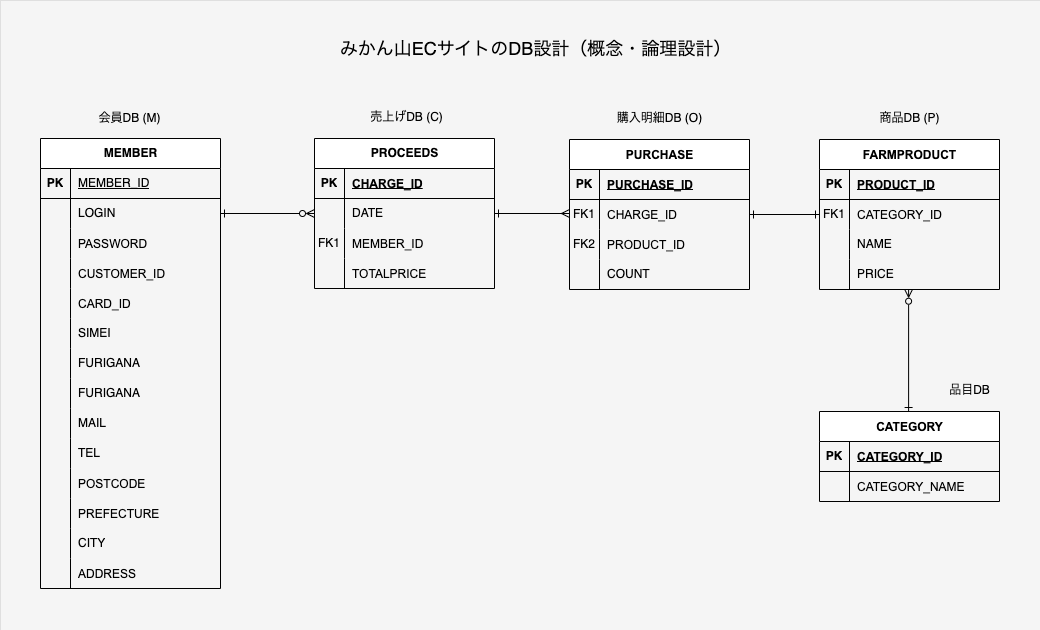 みかん山ECサイトのDB設計（概念・論理設計）
会員DB (M)
MEMBER
PK MEMBER_ID
LOGIN
PASSWORD
CUSTOMER_ID
CARD_ID
SIMEI
FURIGANA
FURIGANA
MAIL
TEL
POSTCODE
PREFECTURE
CITY
ADDRESS
売上げDB (C)
PROCEEDS
PK CHARGE_ID
DATE
FK1 MEMBER_ID
TOTALPRICE
購入明細DB (O)
PURCHASE
PK PURCHASE_ID
FK1 CHARGE_ID
FK2 PRODUCT_ID
COUNT
商品DB (P)
FARMPRODUCT
PK PRODUCT_ID
FK1 CATEGORY_ID
NAME
PRICE
品目DB
CATEGORY
PK CATEGORY_ID
CATEGORY_NAME